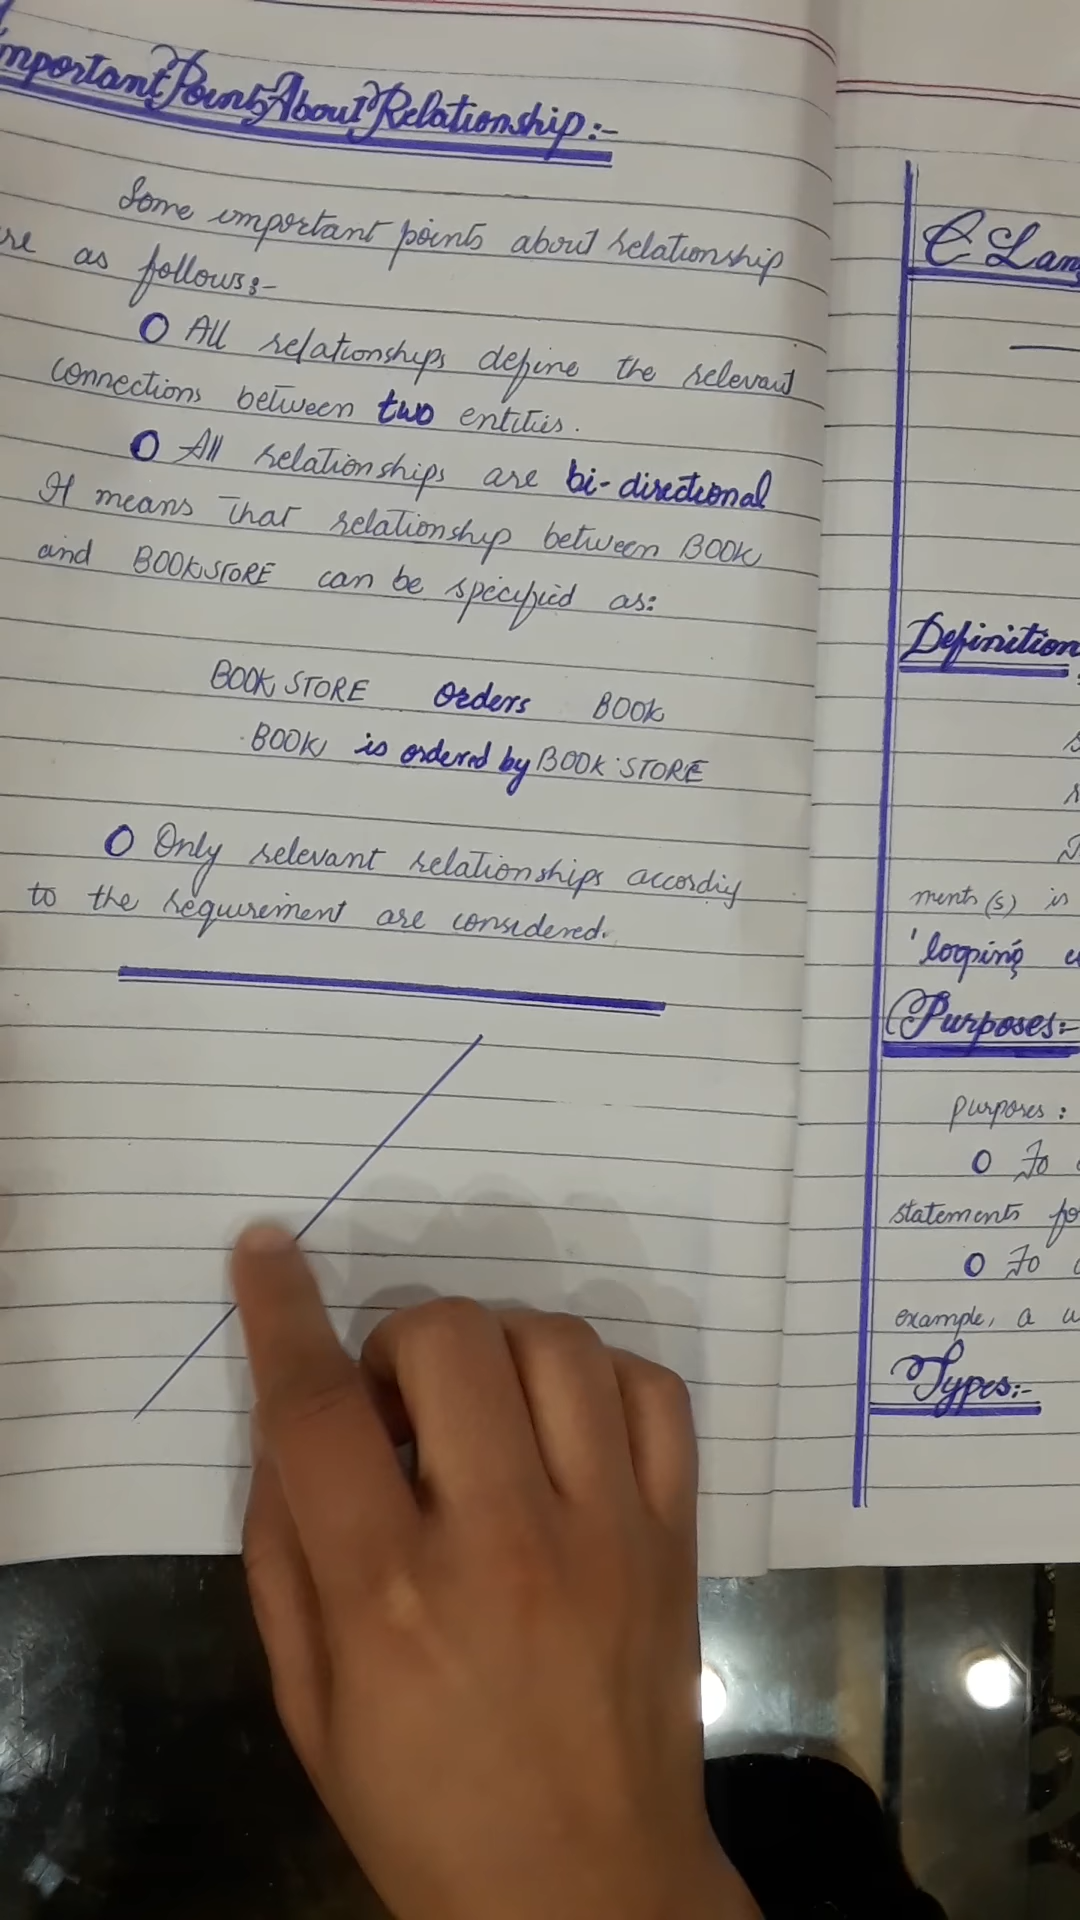 Important Points About Relationship:-
Some important points about relationship
are as follows:-
All relationships define the relevant
connections between two entities.
All relationships are bi-directional
It means that relationship between BOOK
and BOOKSTORE can be specified as:
BOOK STORE Orders BOOK
BOOK is ordered by BOOK STORE
Only relevant relationships accordig
to the requirement are considered.
C Lan
Definition
ments(s) is
'looping
Purposes:-
purposes:
To
statements fo
To
example, a w
Types:-